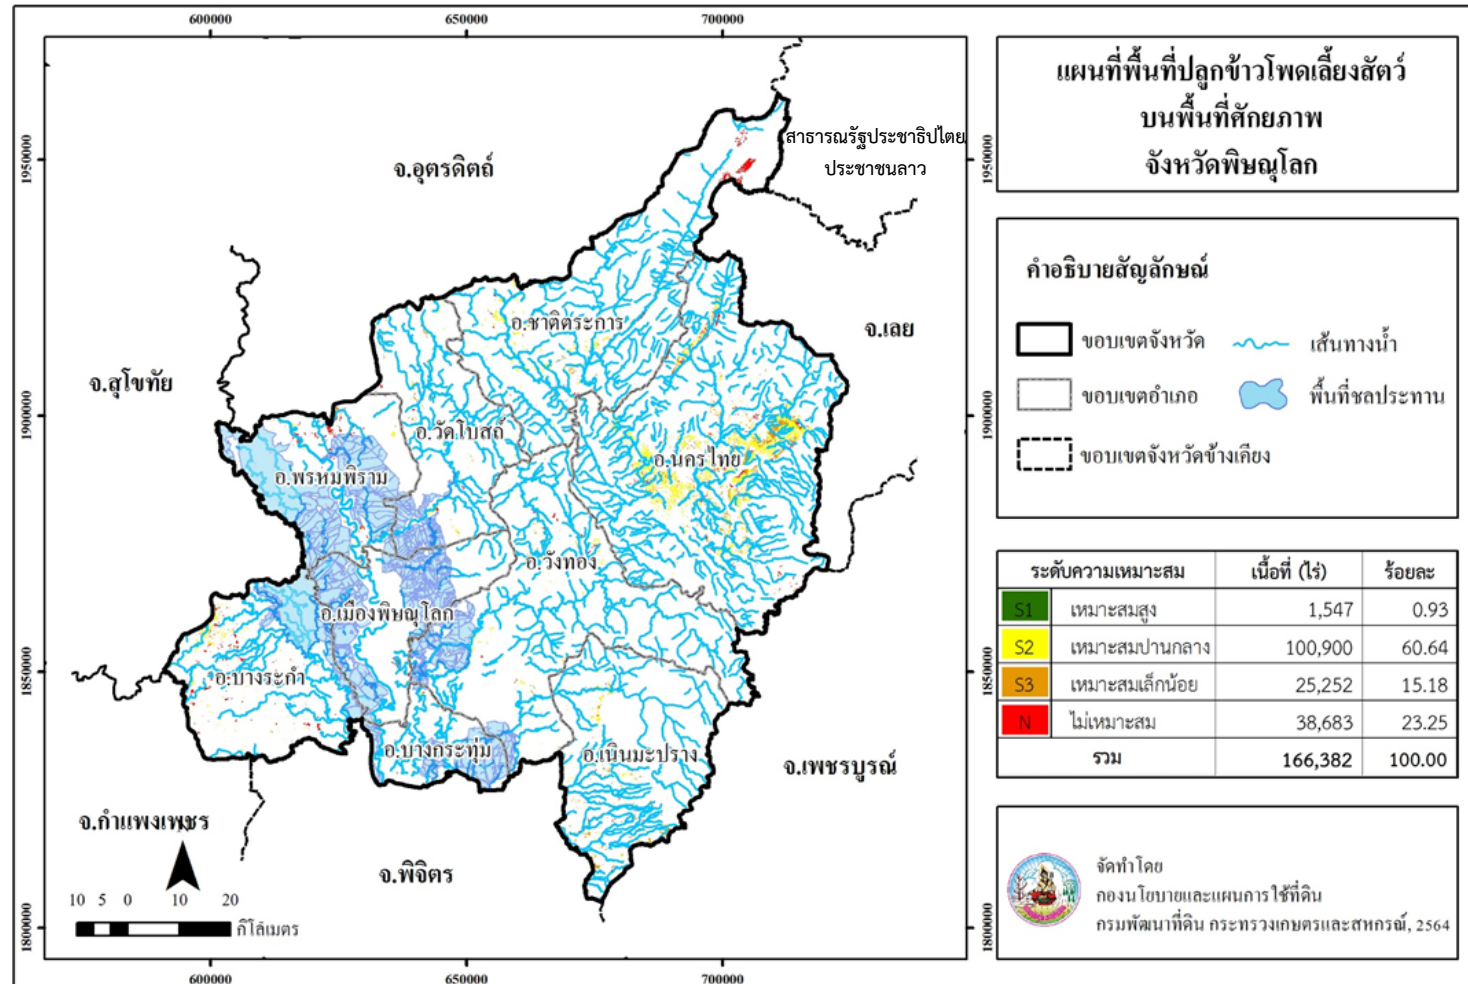 600000 650000 700000
แผนที่พื้นที่ปลูกข้าวโพดเลี้ยงสัตว์
บนพื้นที่ศักยภาพ
จังหวัดพิษณุโลก
สาธารณรัฐประชาธิปไตย
ประชาชนลาว
1950000 1950000
จ.อุตรดิตถ์
คำอธิบายสัญลักษณ์
อ.ชาติตระการ
จ.เลย
ขอบเขตจังหวัด เส้นทางน้ำ
จ.สุโขทัย
ขอบเขตอำเภอ พื้นที่ชลประทาน
1900000 1900000
อ.วัดโบสถ์
อ.นครไทย
ขอบเขตจังหวัดข้างเคียง
อ.พรหมพิราม
อ.วังทอง
ระดับความเหมาะสม เนื้อที่ (ไร่) ร้อยละ
S1 เหมาะสมสูง 1,547 0.93
อ.เมืองพิษณุโลก
S2 เหมาะสมปานกลาง 100,900 60.64
1850000 1850000
อ.บางระกำ
S3 เหมาะสมเล็กน้อย 25,252 15.18
N ไม่เหมาะสม 38,683 23.25
อ.บางกระทุ่ม
อ.เนินมะปราง
รวม 166,382 100.00
จ.เพชรบูรณ์
จ.กำแพงเพชร
จ.พิจิตร
จัดทำโดย
กองนโยบายและแผนการใช้ที่ดิน
กรมพัฒนาที่ดิน กระทรวงเกษตรและสหกรณ์, 2564
10 5 0 10 20
กิโลเมตร
1800000 1800000
600000 650000 700000